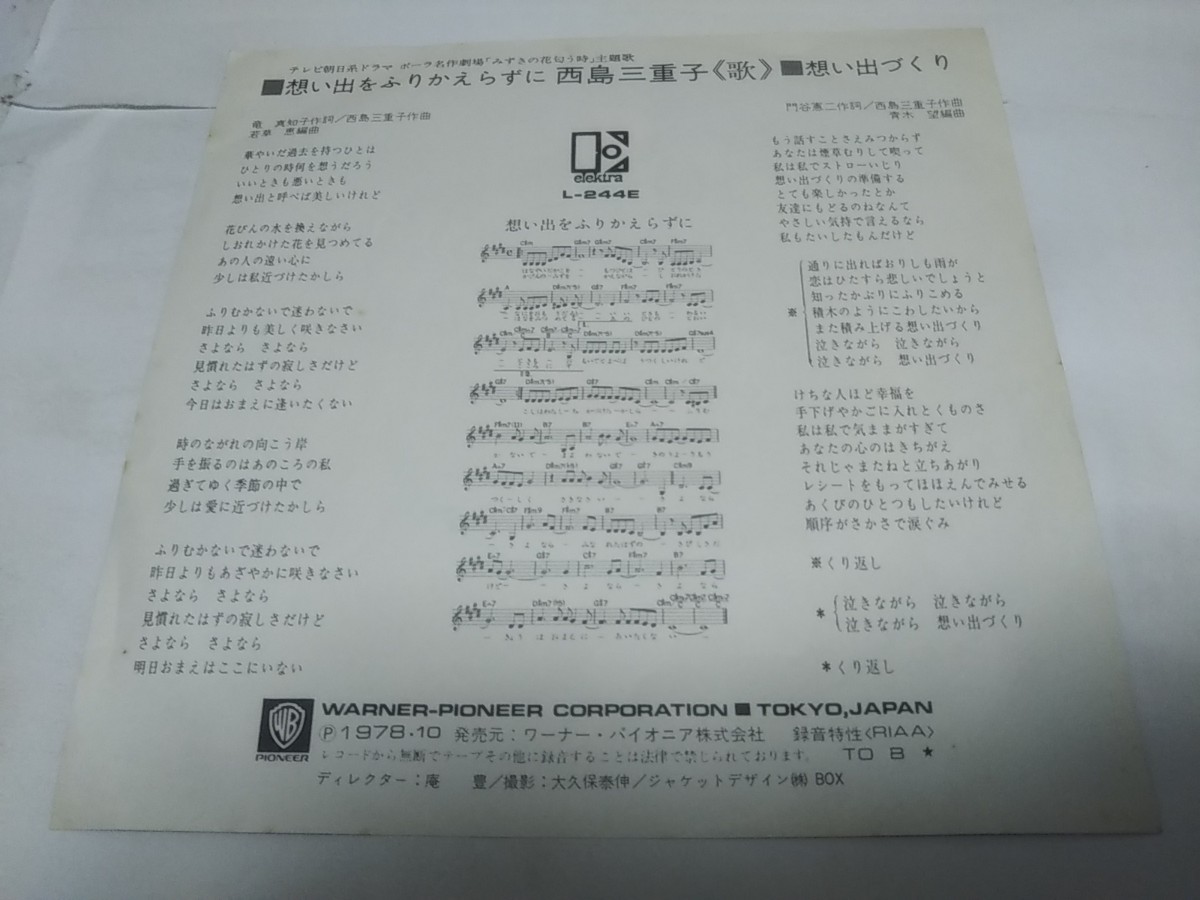 テレビ朝日系ドラマ ポーラ名作劇場「みずきの花匂う時」主題歌
■想い出をふりかえらずに 西島三重子《歌》■想い出づくり
竜 真知子作詞／西島三重子作曲
若草 恵編曲
華やいだ過去を持つひとは
ひとりの時何を想うだろう
いいときも悪いときも
想い出と呼べば美しいけれど
花びんの水を換えながら
しおれかけた花を見つめてる
あの人の遠い心に
少しは私近づけたかしら
ふりむかないで迷わないで
昨日よりも美しく咲きなさい
さよなら さよなら
見慣れたはずの寂しさだけど
さよなら さよなら
今日はおまえに逢いたくない
時のながれの向こう岸
手を振るのはあのころの私
過ぎてゆく季節の中で
少しは愛に近づけたかしら
ふりむかないで迷わないで
昨日よりもあざやかに咲きなさい
さよなら さよなら
見慣れたはずの寂しさだけど
さよなら さよなら
明日おまえはここにいない
elektra
L-244E
想い出をふりかえらずに
門谷憲二作詞／西島三重子作曲
青木 望編曲
もう話すことさえみつからず
あなたは煙草むりして喫って
私は私でストローいじり
想い出づくりの準備する
とても楽しかったとか
友達にもどるのねなんて
やさしい気持で言えるなら
私もたいしたもんだけど
通りに出ればおりしも雨が
恋はひたすら悲しいでしょうと
知ったかぶりにふりこめる
※ 積木のようにこわしたいから
また積み上げる想い出づくり
泣きながら 泣きながら
泣きながら 想い出づくり
けちな人ほど幸福を
手下げやかごに入れとくものさ
私は私で気ままがすぎて
あなたの心のはきちがえ
それじゃまたねと立ちあがり
レシートをもってほほえんでみせる
あくびのひとつもしたいけれど
順序がさかさで涙ぐみ
※くり返し
* 泣きながら 泣きながら
泣きながら 想い出づくり
*くり返し
WB
PIONEER
WARNER-PIONEER CORPORATION ■ TOKYO,JAPAN
Ⓟ1978・10 発売元：ワーナー・パイオニア株式会社 録音特性〈RIAA〉
レコードから無断でテープその他に録音することは法律で禁じられております。 TO B ★
ディレクター：庵 豊／撮影：大久保泰伸／ジャケットデザイン㈱ BOX